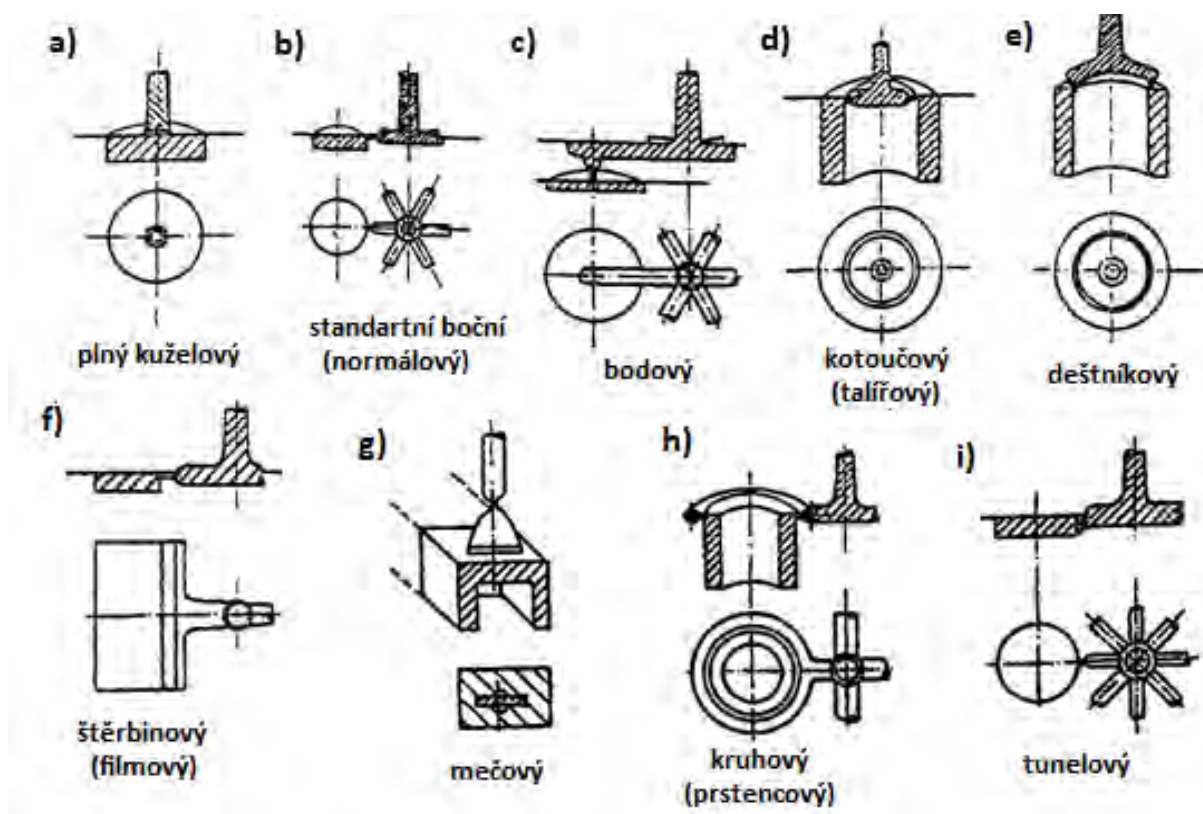 a)
plný kuželový
b)
standartní boční
(normálový)
c)
bodový
d)
kotoučový
(talířový)
e)
deštníkový
f)
štěrbinový
(filmový)
g)
mečový
h)
kruhový
(prstencový)
i)
tunelový